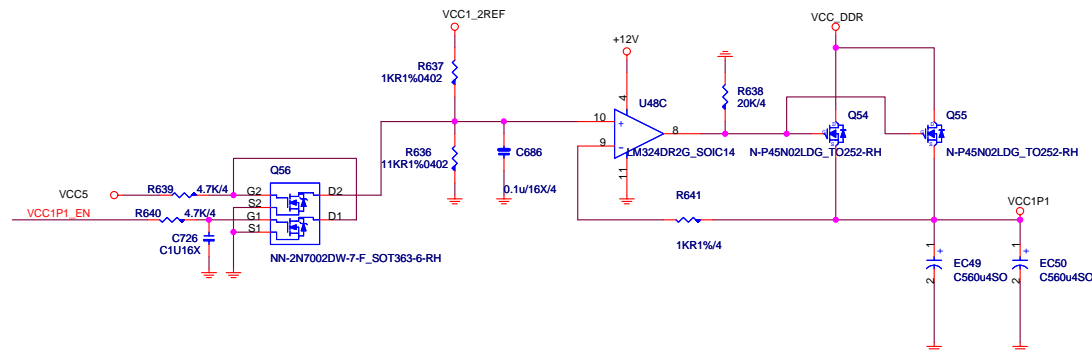 VCC1_2REF
VCC_DDR
+12V
R637
1KR1%0402
R638
20K/4
U48C
4
10
+
8
9
-
11
LM324DR2G_SOIC14
Q54
N-P45N02LDG_TO252-RH
Q55
N-P45N02LDG_TO252-RH
R636
11KR1%0402
C686
0.1u/16X/4
Q56
VCC5
R639
4.7K/4
G2
D2
S2
VCC1P1_EN
R640
4.7K/4
G1
D1
S1
C726
C1U16X
NN-2N7002DW-7-F_SOT363-6-RH
R641
1KR1%/4
VCC1P1
1
+
2
EC49
C560u4SO
1
+
2
EC50
C560u4SO